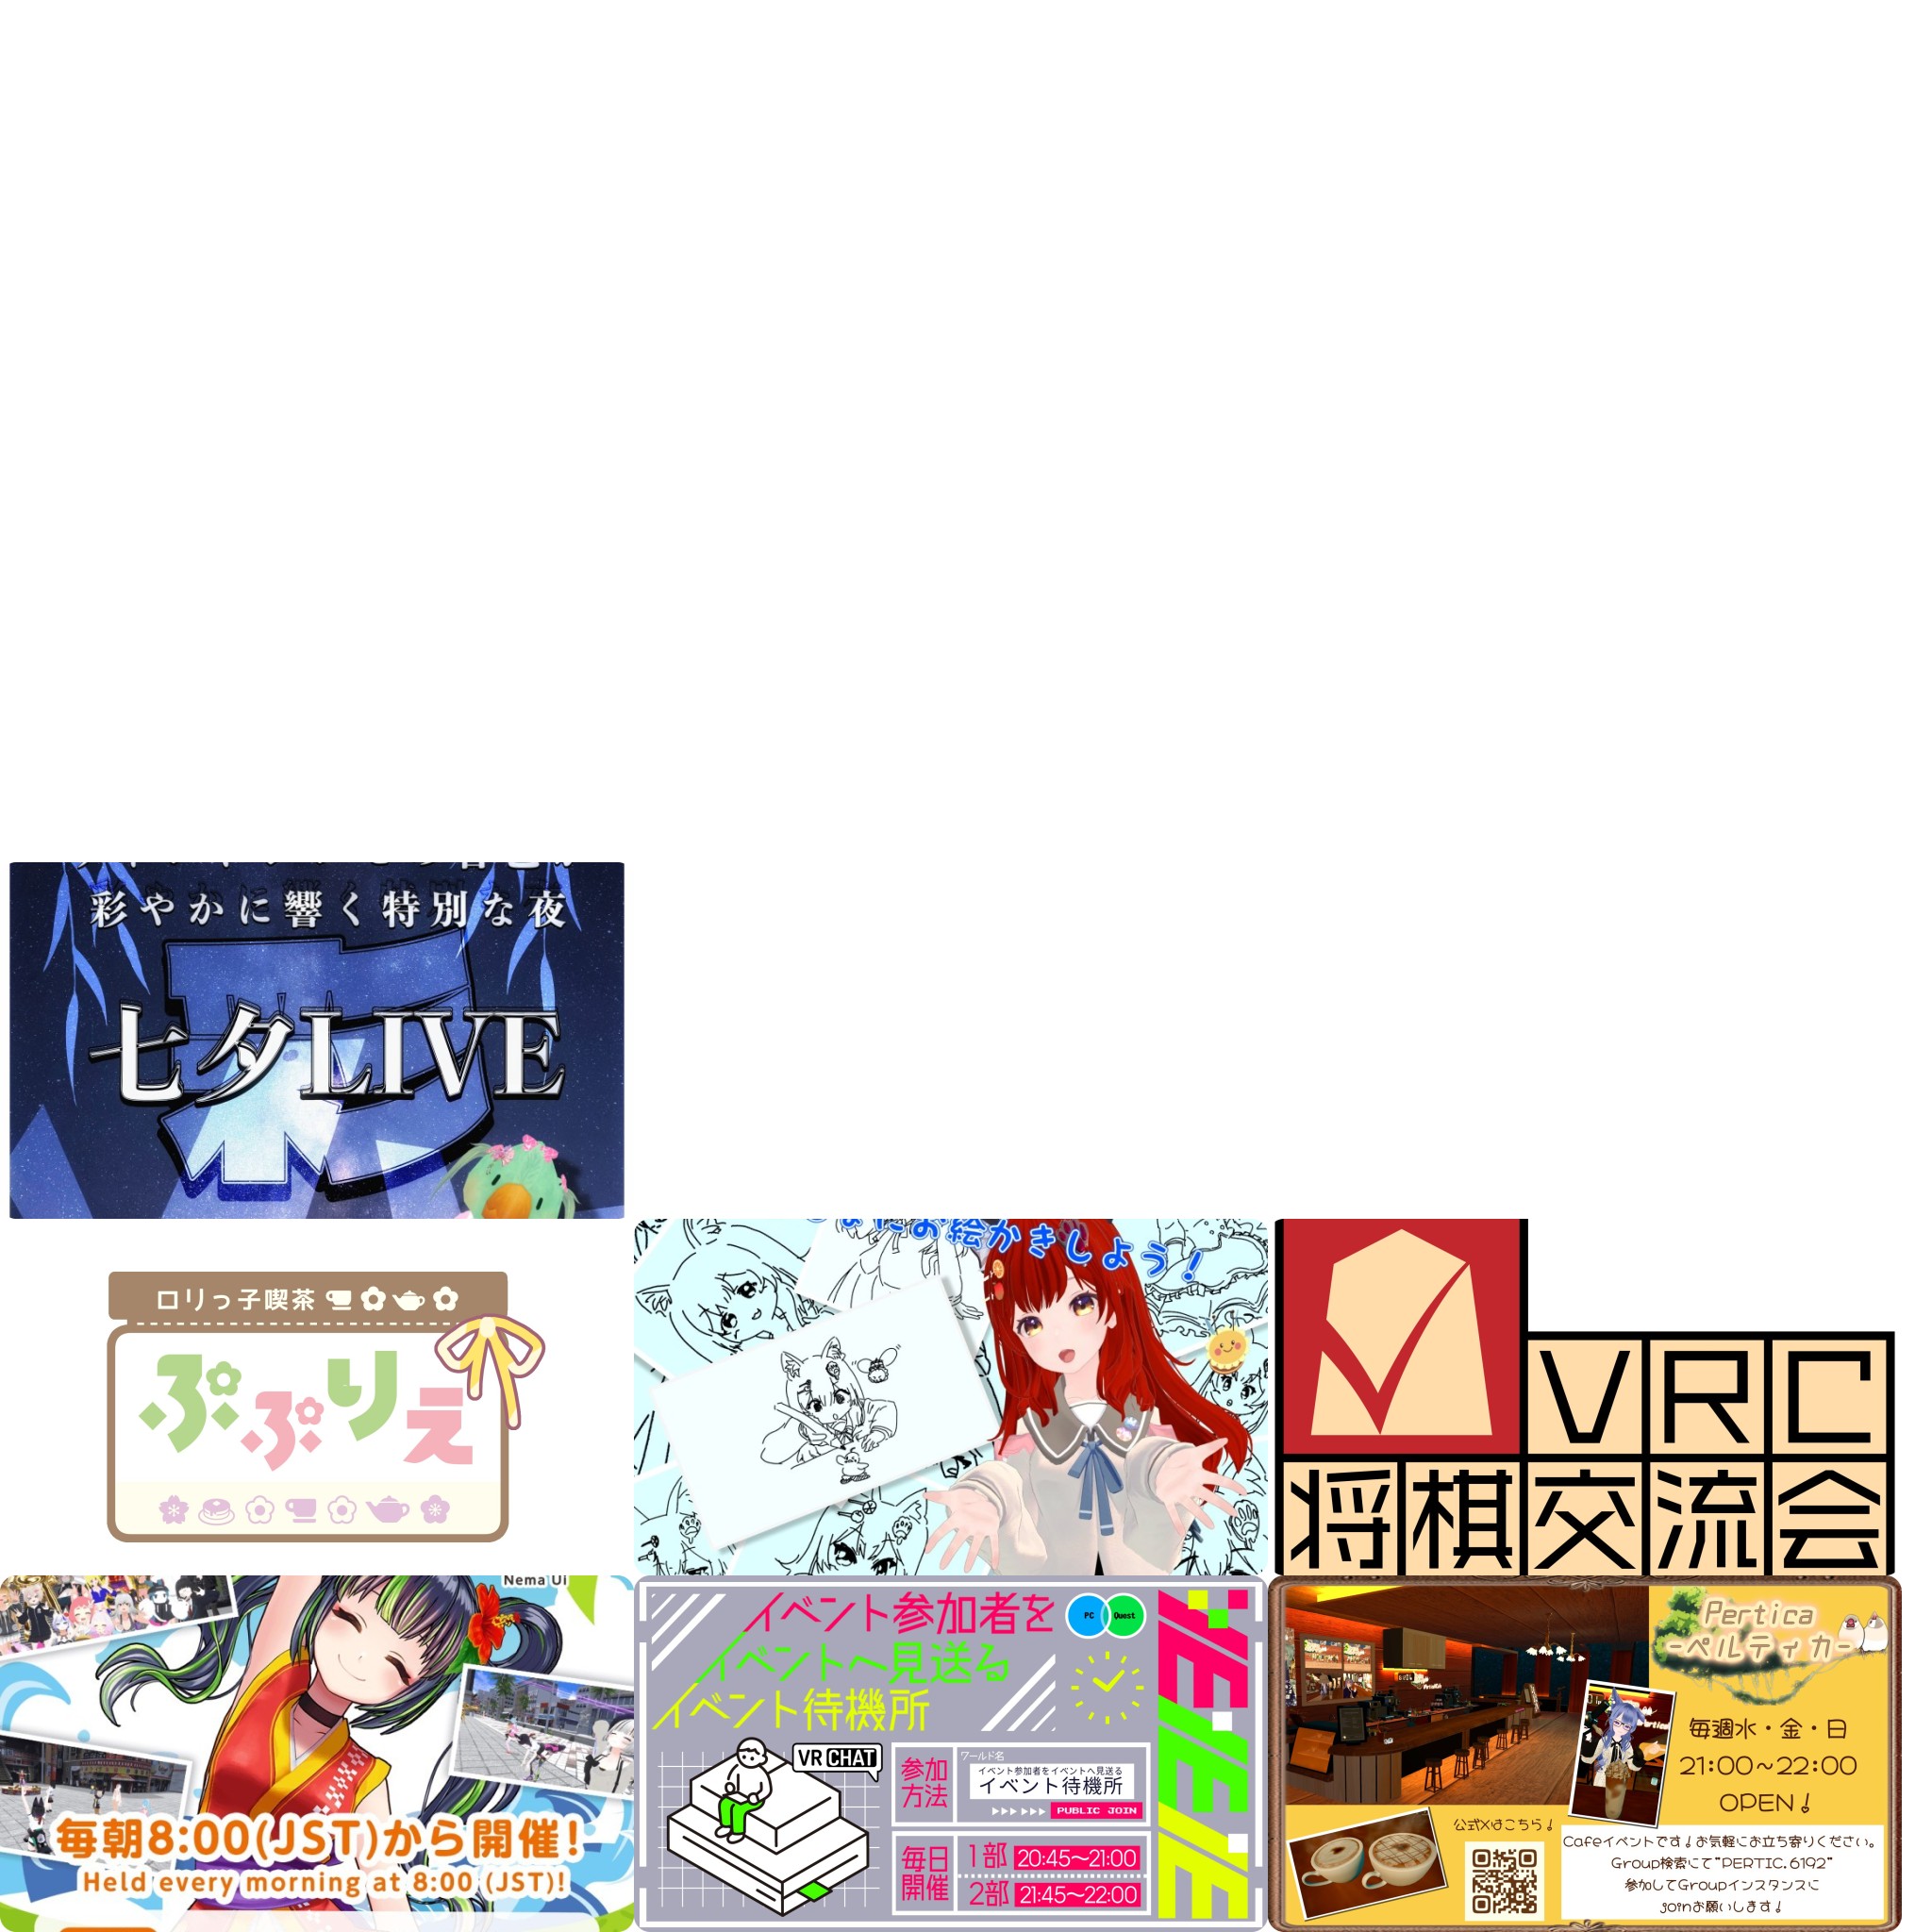 彩やかに響く特別な夜
七夕LIVE
ロリっ子喫茶
ぷぷりえ
お絵かきしよう!
VRC
将棋交流会
Nema Ui
毎朝8:00(JST)から開催!
Held every morning at 8:00 (JST)!
イベント参加者を
イベントへ見送る
イベント待機所
PC
Quest
VRCHAT
参加
方法
ワールド名
イベント参加者をイベントへ見送る
イベント待機所
PUBLIC JOIN
毎日
開催
1部 20:45〜21:00
2部 21:45〜22:00
Pertica
-ペルティカ-
毎週水・金・日
21:00〜22:00
OPEN!
公式Xはこちら!
Cafeイベントです!お気軽にお立ち寄りください。
Group検索にて"PERTIC.6192"
参加してGroupインスタンスに
joinお願いします!